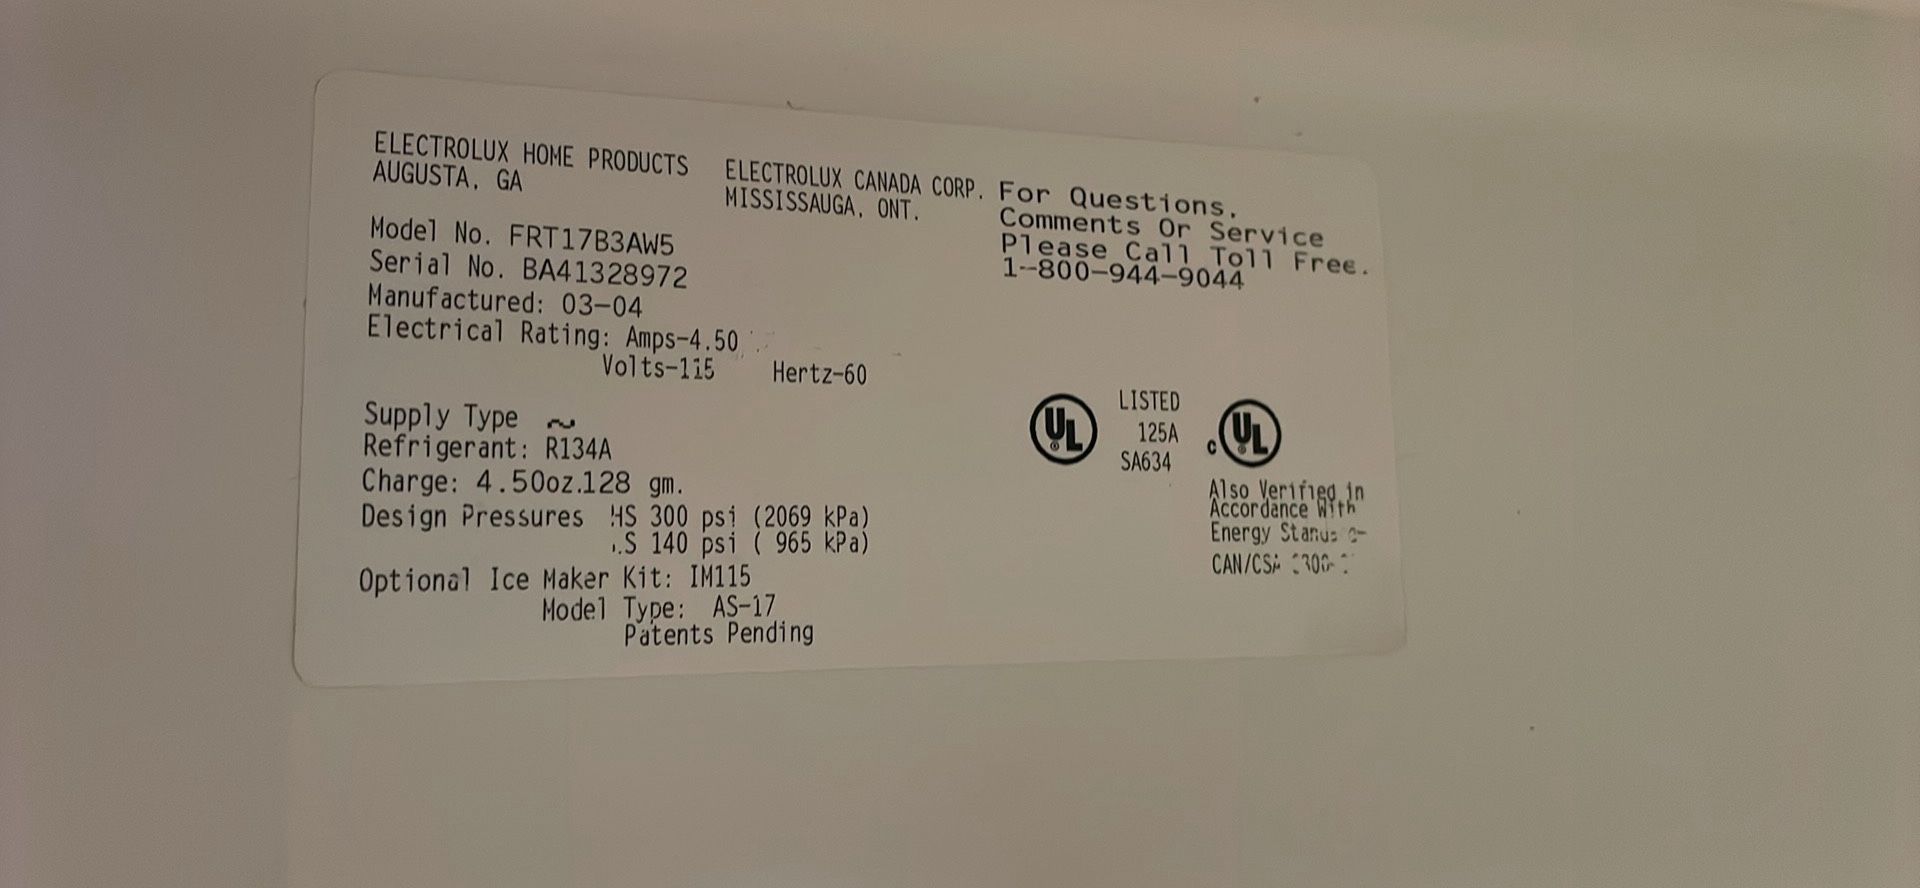 ELECTROLUX HOME PRODUCTS
AUGUSTA, GA
ELECTROLUX CANADA CORP.
MISSISSAUGA, ONT.
For Questions,
Comments Or Service
Please Call Toll Free.
1-800-944-9044
Model No. FRT17B3AW5
Serial No. BA41328972
Manufactured: 03-04
Electrical Rating: Amps-4.50
Volts-115 Hertz-60
Supply Type ~
Refrigerant: R134A
Charge: 4.50oz.128 gm.
Design Pressures HS 300 psi (2069 kPa)
LS 140 psi ( 965 kPa)
Optional Ice Maker Kit: IM115
Model Type: AS-17
Patents Pending
UL
LISTED
125A
SA634
c UL
Also Verified in
Accordance With
Energy
CAN/CSA